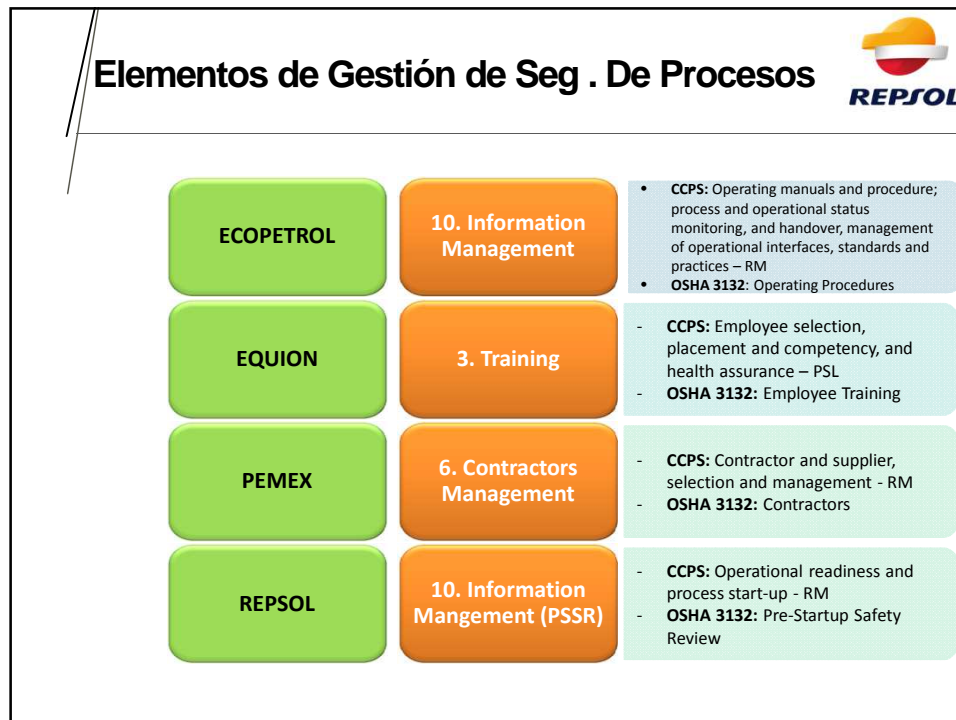 Elementos de Gestión de Seg . De Procesos
REPSOL
ECOPETROL
10. Information
Management
• CCPS: Operating manuals and procedure;
process and operational status
monitoring, and handover, management
of operational interfaces, standards and
practices – RM
• OSHA 3132: Operating Procedures
EQUION
3. Training
- CCPS: Employee selection,
placement and competency, and
health assurance – PSL
- OSHA 3132: Employee Training
PEMEX
6. Contractors
Management
- CCPS: Contractor and supplier,
selection and management - RM
- OSHA 3132: Contractors
REPSOL
10. Information
Mangement (PSSR)
- CCPS: Operational readiness and
process start-up - RM
- OSHA 3132: Pre-Startup Safety
Review